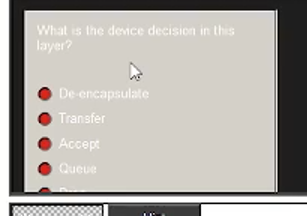 What is the device decision in this
layer?
De-encapsulate
Transfer
Accept
Queue